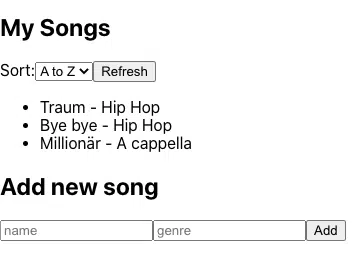 My Songs
Sort: A to Z Refresh
Traum - Hip Hop
Bye bye - Hip Hop
Millionär - A cappella
Add new song
name genre Add